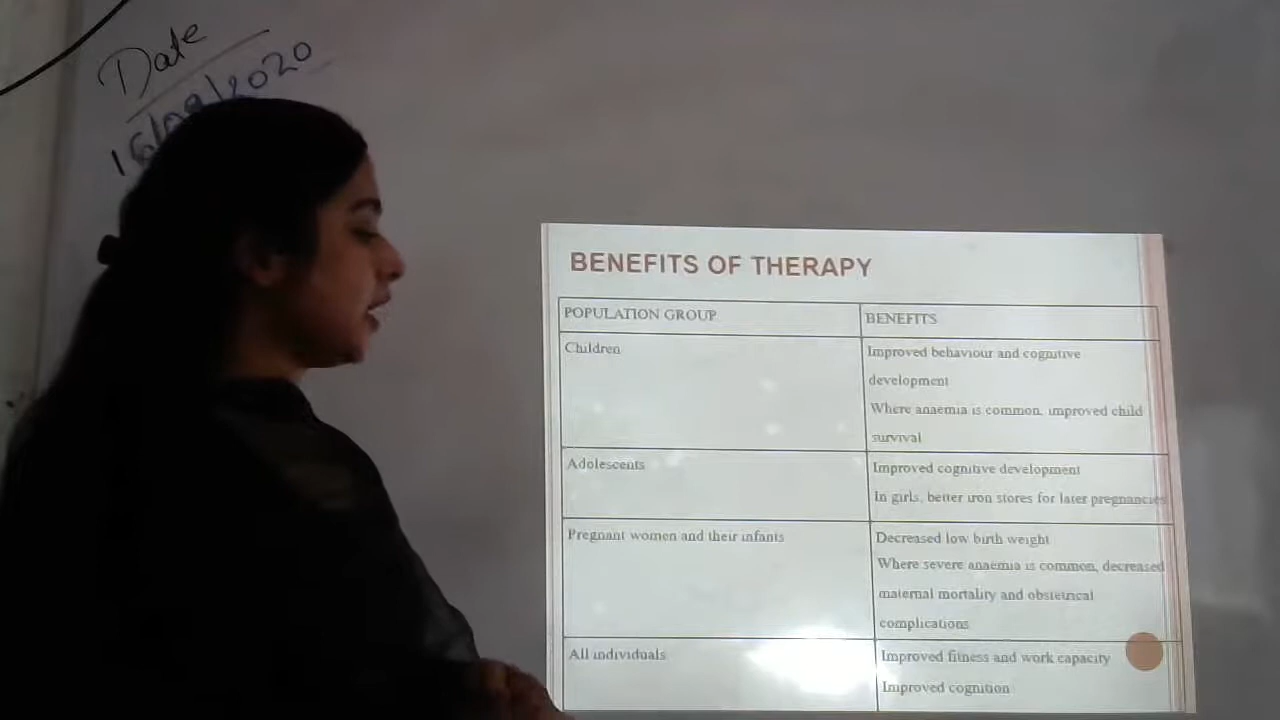 Date
16/09/2020
BENEFITS OF THERAPY
POPULATION GROUP
BENEFITS
Children
Improved behaviour and cognitive
development
Where anaemia is common, improved child
survival
Adolescents
Improved cognitive development
In girls, better iron stores for later pregnancies
Pregnant women and their infants
Decreased low birth weight
Where severe anaemia is common, decreased
maternal mortality and obstetrical
complications
All individuals
Improved fitness and work capacity
Improved cognition